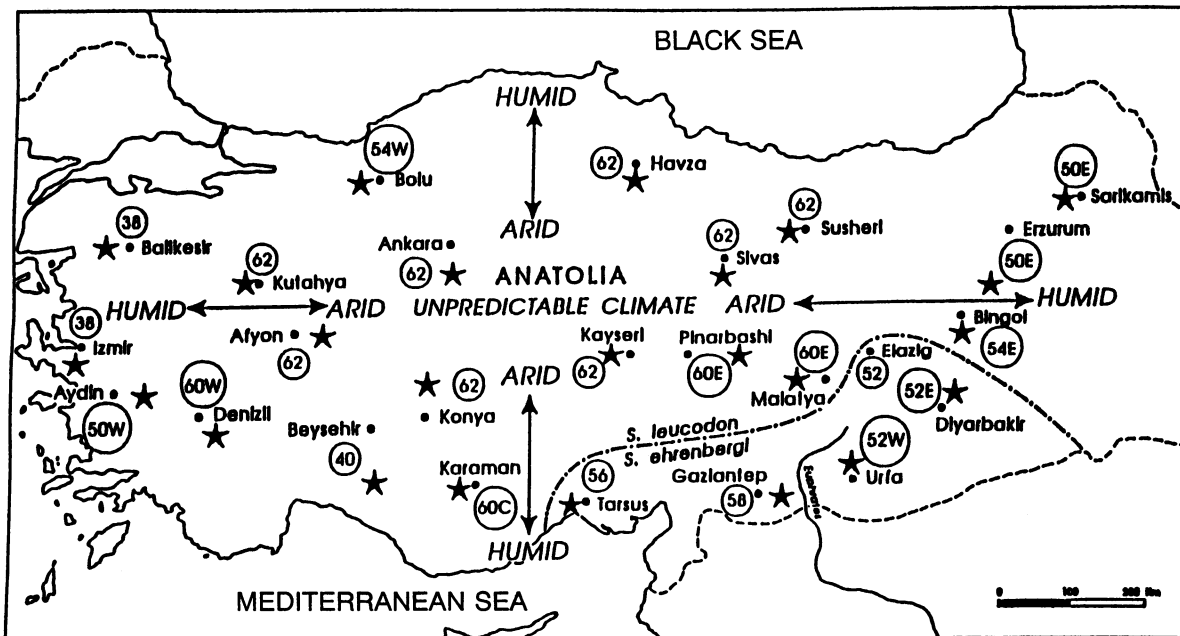 BLACK SEA
HUMID
54W
Bolu
62
Havza
50E
Sarikamis
38
Balikesir
Ankara
62
ARID
62
Susheri
Erzurum
62
Kutahya
62
Sivas
ANATOLIA
50E
HUMID
ARID
UNPREDICTABLE CLIMATE
ARID
HUMID
38
Izmir
Afyon
62
Kayseri
62
Pinarbashi
60E
60E
Malatya
Elazig
52
Bingol
54E
Aydin
50W
60W
Denizli
ARID
62
Konya
52E
Diyarbakir
Beysehir
40
S. leucodon
S. ehrenbergi
52W
Urfa
Karaman
60C
56
Tarsus
Gaziantep
58
HUMID
MEDITERRANEAN SEA
0 100 200